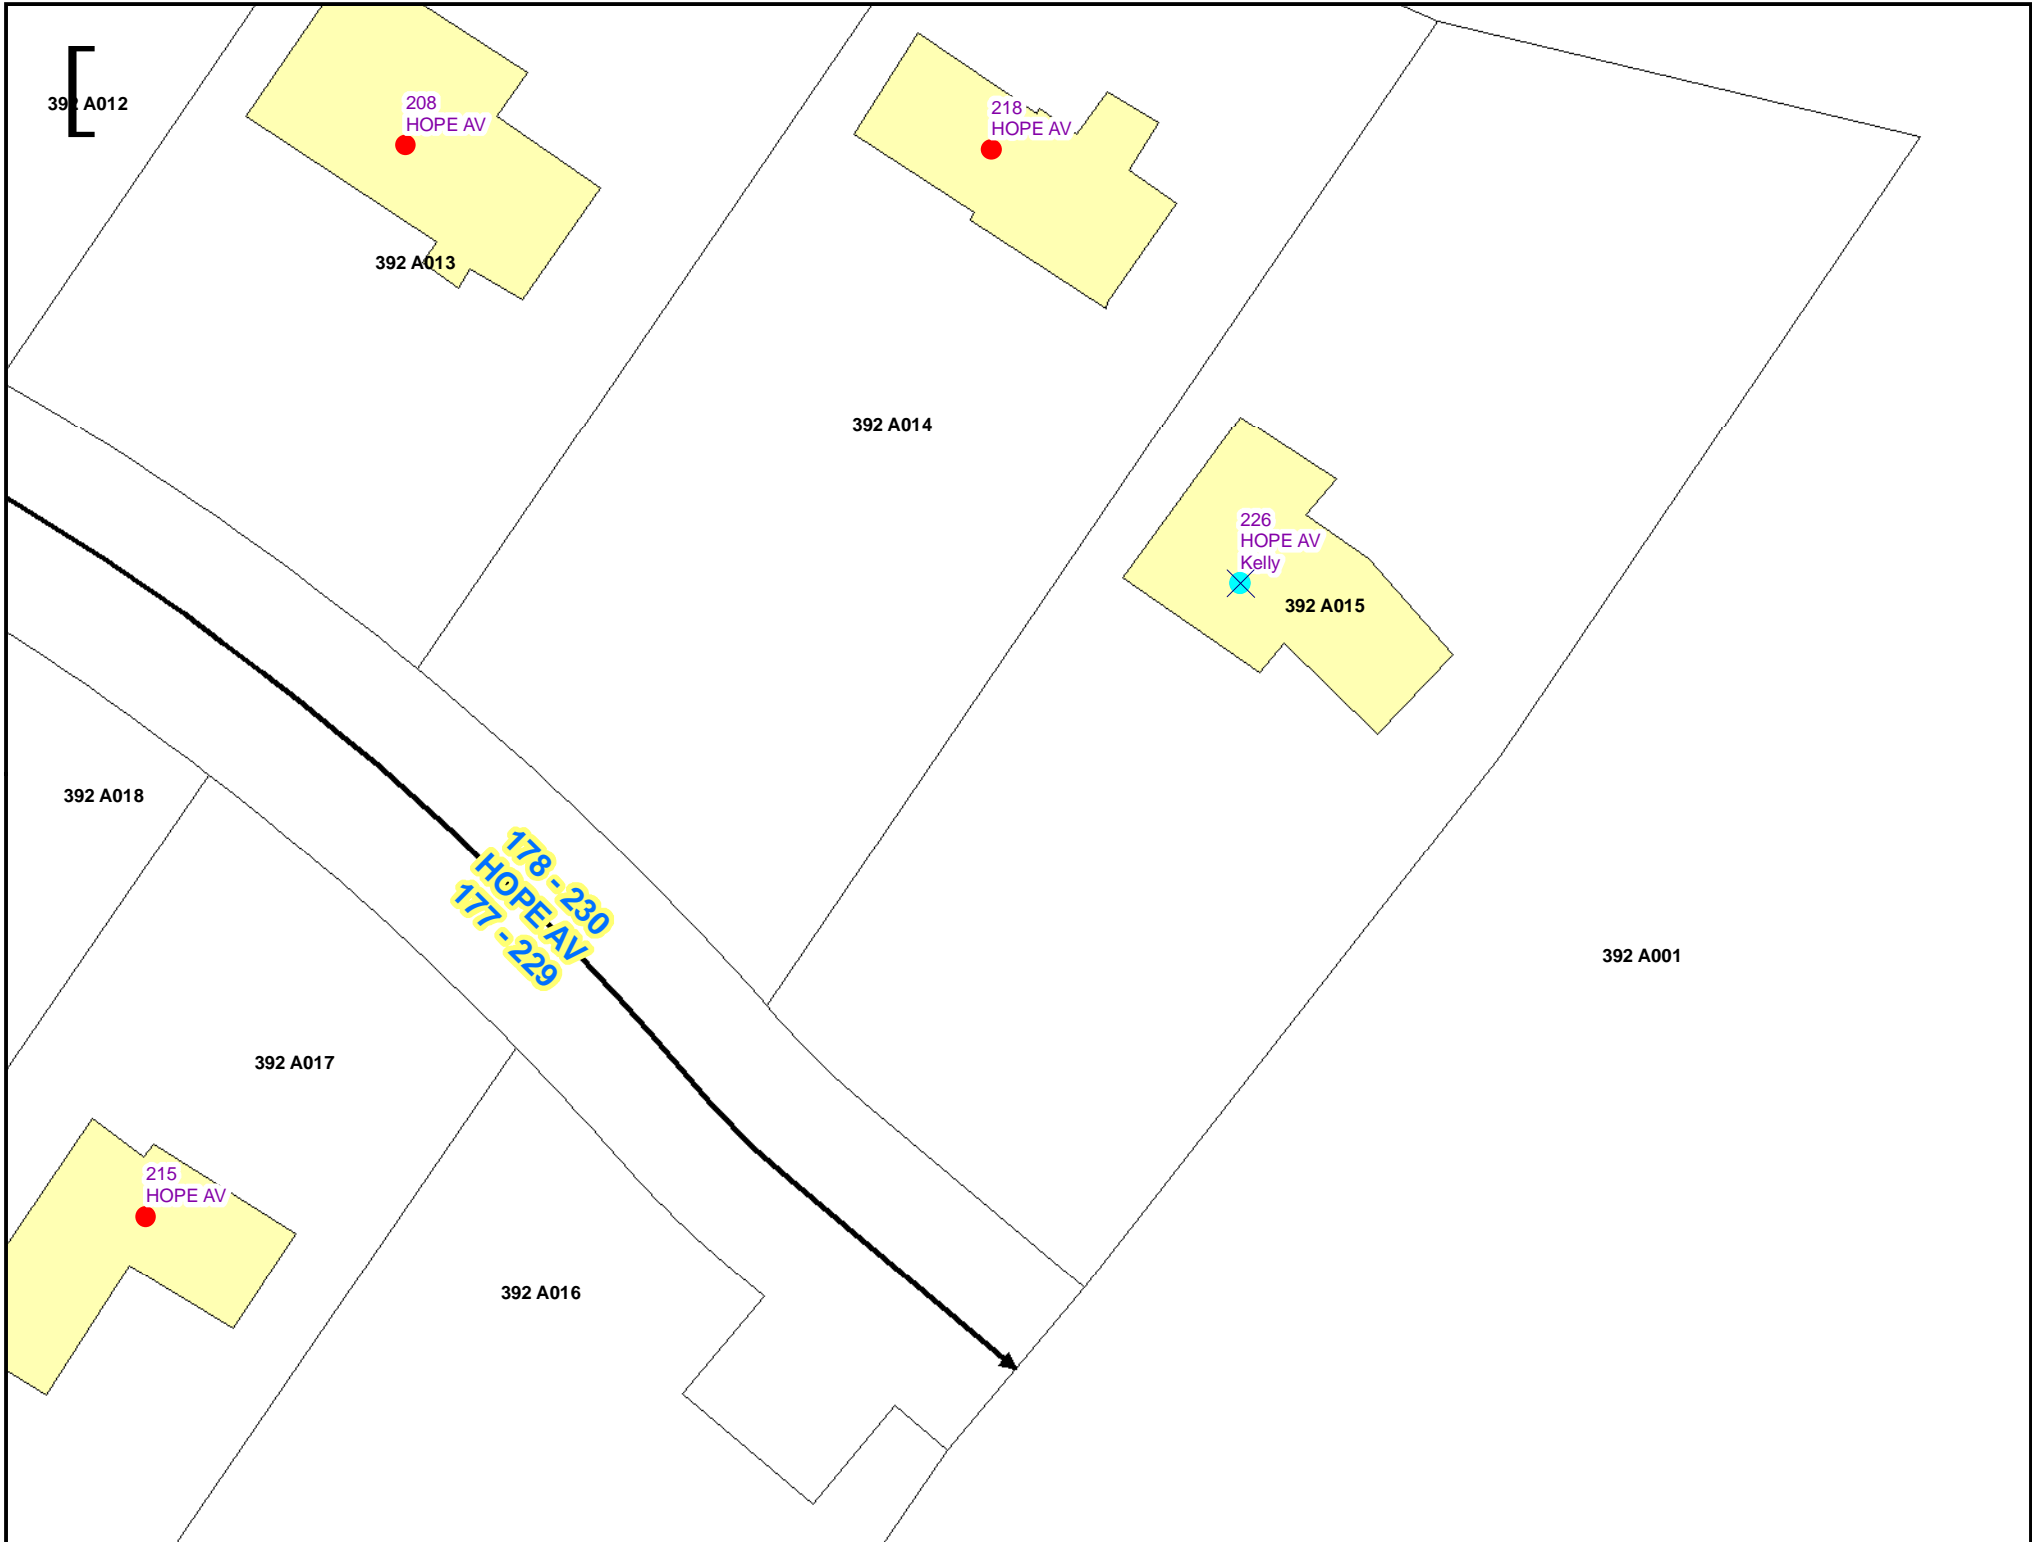 [
392 A012
208
HOPE AV
218
HOPE AV
392 A013
392 A014
226
HOPE AV
Kelly
392 A015
392 A018
178 - 230
HOPE AV
177 - 229
392 A001
392 A017
215
HOPE AV
392 A016